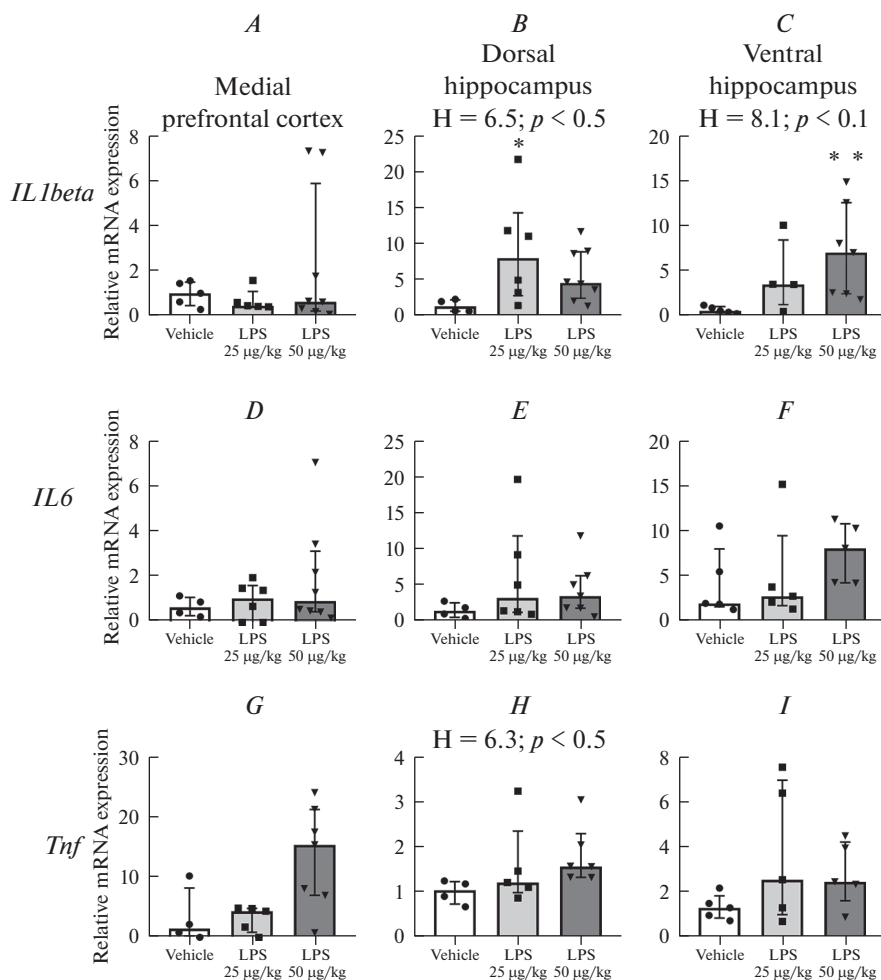 A
B
C
Medial
prefrontal cortex
Dorsal
hippocampus
H = 6.5; p < 0.5
Ventral
hippocampus
H = 8.1; p < 0.1
IL1beta
Relative mRNA expression
8
6
4
2
0
Vehicle
LPS
25 µg/kg
LPS
50 µg/kg
25
20
15
10
5
0
*
Vehicle
LPS
25 µg/kg
LPS
50 µg/kg
20
15
10
5
0
* *
Vehicle
LPS
25 µg/kg
LPS
50 µg/kg
D
E
F
IL6
Relative mRNA expression
8
6
4
2
0
Vehicle
LPS
25 µg/kg
LPS
50 µg/kg
25
20
15
10
5
0
Vehicle
LPS
25 µg/kg
LPS
50 µg/kg
20
15
10
5
0
Vehicle
LPS
25 µg/kg
LPS
50 µg/kg
G
H
I
H = 6.3; p < 0.5
Tnf
Relative mRNA expression
30
20
10
0
Vehicle
LPS
25 µg/kg
LPS
50 µg/kg
4
3
2
1
0
Vehicle
LPS
25 µg/kg
LPS
50 µg/kg
8
6
4
2
0
Vehicle
LPS
25 µg/kg
LPS
50 µg/kg